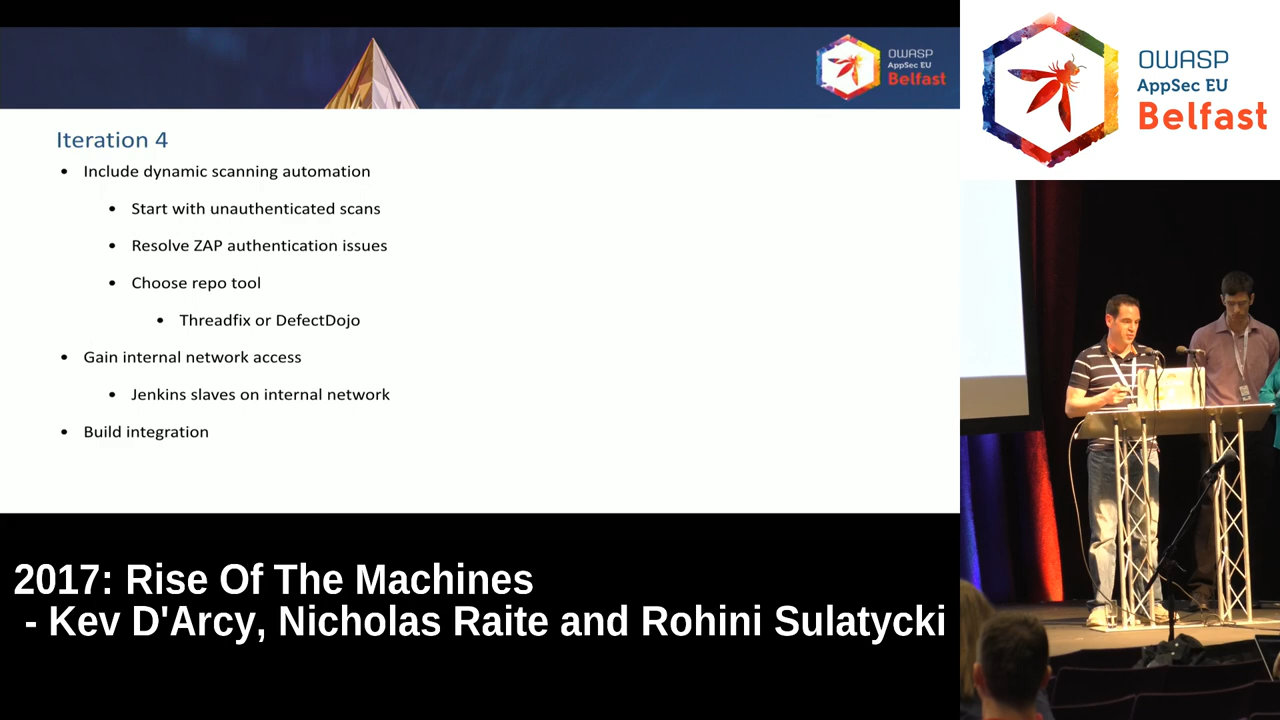 OWASP
AppSec EU
Belfast
OWASP
AppSec EU
Belfast
Iteration 4
• Include dynamic scanning automation
• Start with unauthenticated scans
• Resolve ZAP authentication issues
• Choose repo tool
• Threadfix or DefectDojo
• Gain internal network access
• Jenkins slaves on internal network
• Build integration
2017: Rise Of The Machines
- Kev D'Arcy, Nicholas Raite and Rohini Sulatycki